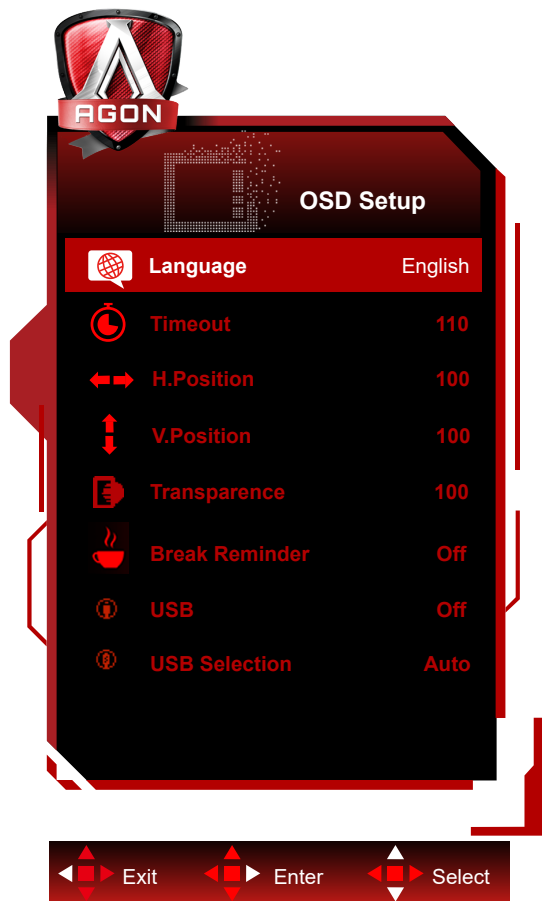 AGON
OSD Setup
Language English
Timeout 110
H.Position 100
V.Position 100
Transparence 100
Break Reminder Off
USB Off
USB Selection Auto
Exit Enter Select